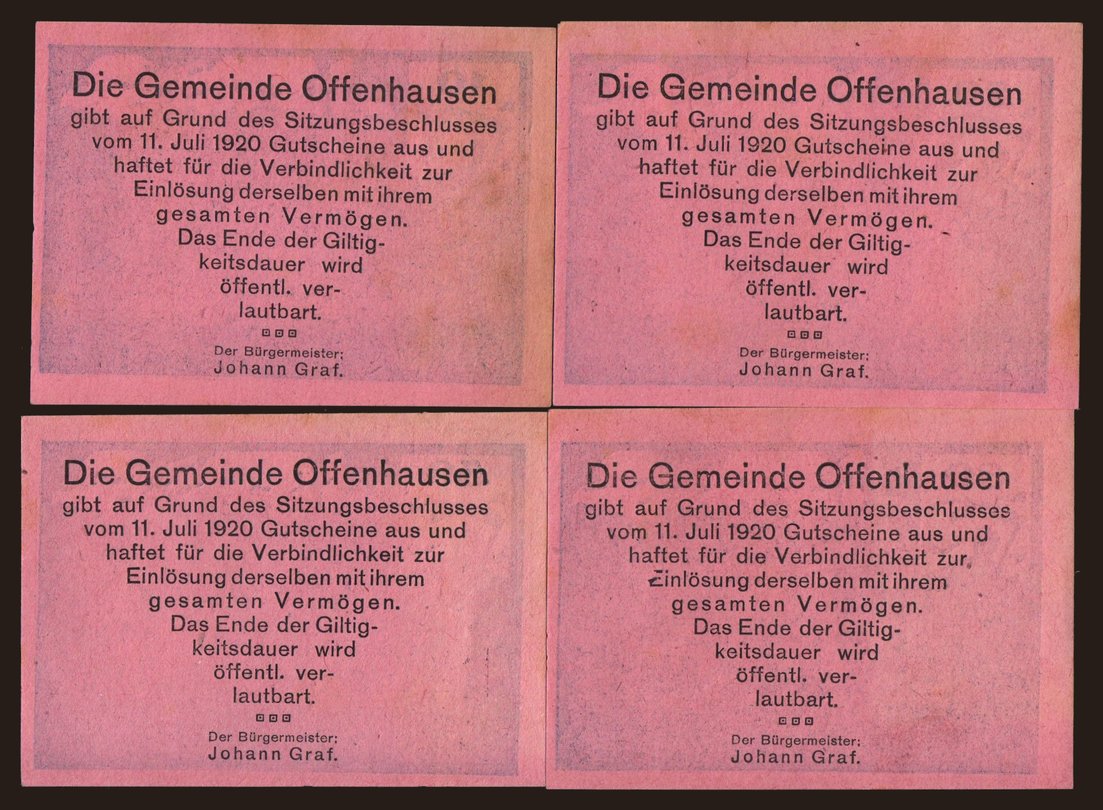 Die Gemeinde Offenhausen
gibt auf Grund des Sitzungsbeschlusses
vom 11. Juli 1920 Gutscheine aus und
haftet für die Verbindlichkeit zur
Einlösung derselben mit ihrem
gesamten Vermögen.
Das Ende der Giltig-
keitsdauer wird
öffentl. ver-
lautbart.
Der Bürgermeister:
Johann Graf.
Die Gemeinde Offenhausen
gibt auf Grund des Sitzungsbeschlusses
vom 11. Juli 1920 Gutscheine aus und
haftet für die Verbindlichkeit zur
Einlösung derselben mit ihrem
gesamten Vermögen.
Das Ende der Giltig-
keitsdauer wird
öffentl. ver-
lautbart.
Der Bürgermeister:
Johann Graf.
Die Gemeinde Offenhausen
gibt auf Grund des Sitzungsbeschlusses
vom 11. Juli 1920 Gutscheine aus und
haftet für die Verbindlichkeit zur
Einlösung derselben mit ihrem
gesamten Vermögen.
Das Ende der Giltig-
keitsdauer wird
öffentl. ver-
lautbart.
Der Bürgermeister:
Johann Graf.
Die Gemeinde Offenhausen
gibt auf Grund des Sitzungsbeschlusses
vom 11. Juli 1920 Gutscheine aus und
haftet für die Verbindlichkeit zur
Einlösung derselben mit ihrem
gesamten Vermögen.
Das Ende der Giltig-
keitsdauer wird
öffentl. ver-
lautbart.
Der Bürgermeister:
Johann Graf.